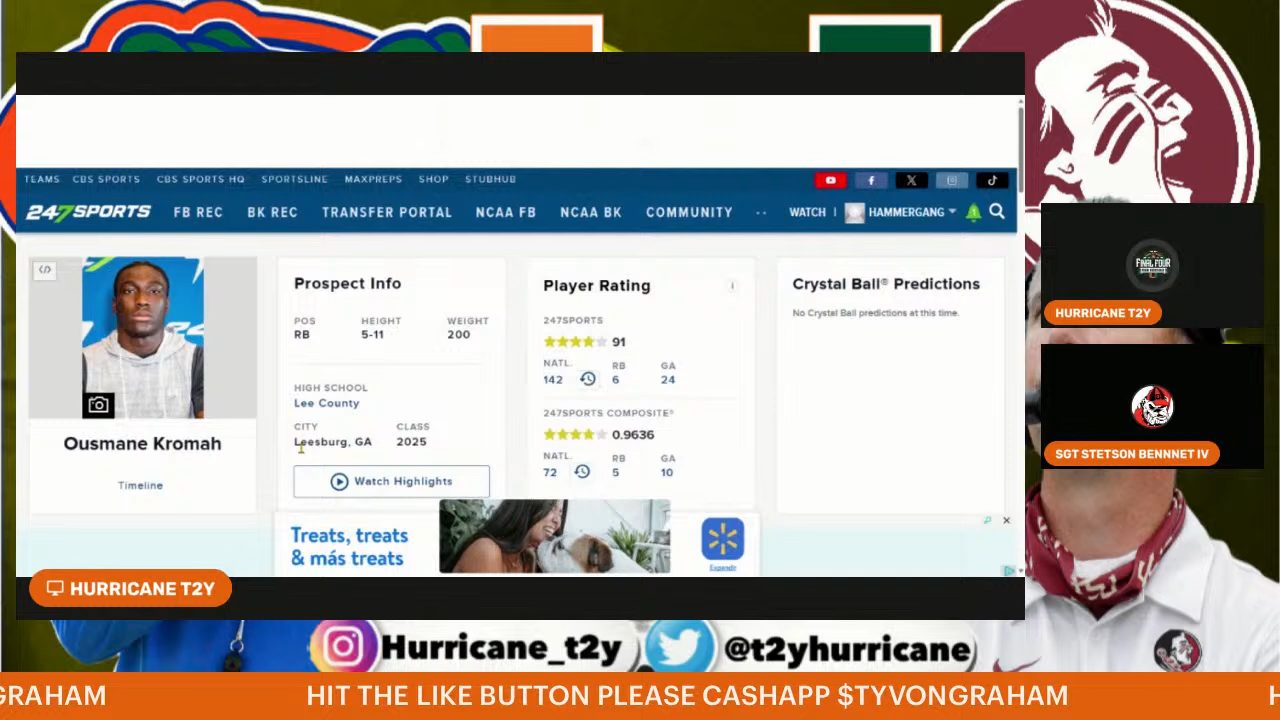 TEAMS CBS SPORTS CBS SPORTS HQ SPORTSLINE MAXPREPS SHOP STUBHUB
247SPORTS FB REC BK REC TRANSFER PORTAL NCAA FB NCAA BK COMMUNITY WATCH | HAMMERGANG
Ousmane Kromah
Timeline
Prospect Info
POS HEIGHT WEIGHT
RB 5-11 200
HIGH SCHOOL
Lee County
CITY CLASS
Leesburg, GA 2025
Watch Highlights
Player Rating
247SPORTS
91
NATL. RB GA
142 6 24
247SPORTS COMPOSITE®
0.9636
NATL. RB GA
72 5 10
Crystal Ball® Predictions
No Crystal Ball predictions at this time.
Treats, treats
& más treats
Expandir
FINAL FOUR
HURRICANE T2Y
SGT STETSON BENNNET IV
HURRICANE T2Y
Hurricane_t2y @t2yhurricane
GRAHAM HIT THE LIKE BUTTON PLEASE CASHAPP $TYVONGRAHAM H